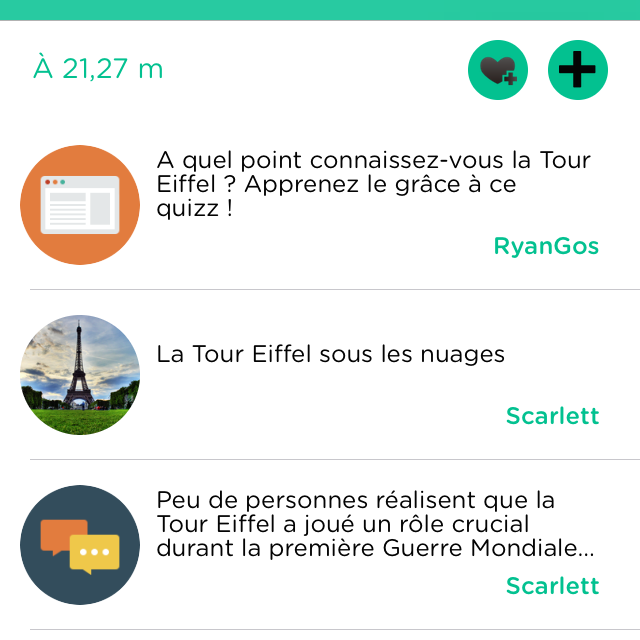 À 21,27 m
A quel point connaissez-vous la Tour
Eiffel ? Apprenez le grâce à ce
quizz !
RyanGos
La Tour Eiffel sous les nuages
Scarlett
Peu de personnes réalisent que la
Tour Eiffel a joué un rôle crucial
durant la première Guerre Mondiale...
Scarlett